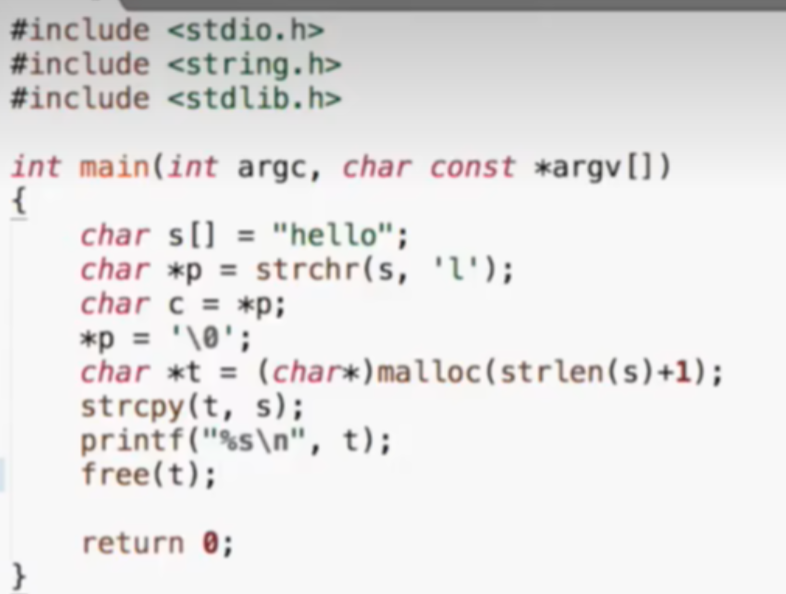 #include <stdio.h>
#include <string.h>
#include <stdlib.h>
int main(int argc, char const *argv[])
{
char s[] = "hello";
char *p = strchr(s, 'l');
char c = *p;
*p = '\0';
char *t = (char*)malloc(strlen(s)+1);
strcpy(t, s);
printf("%s\n", t);
free(t);
return 0;
}